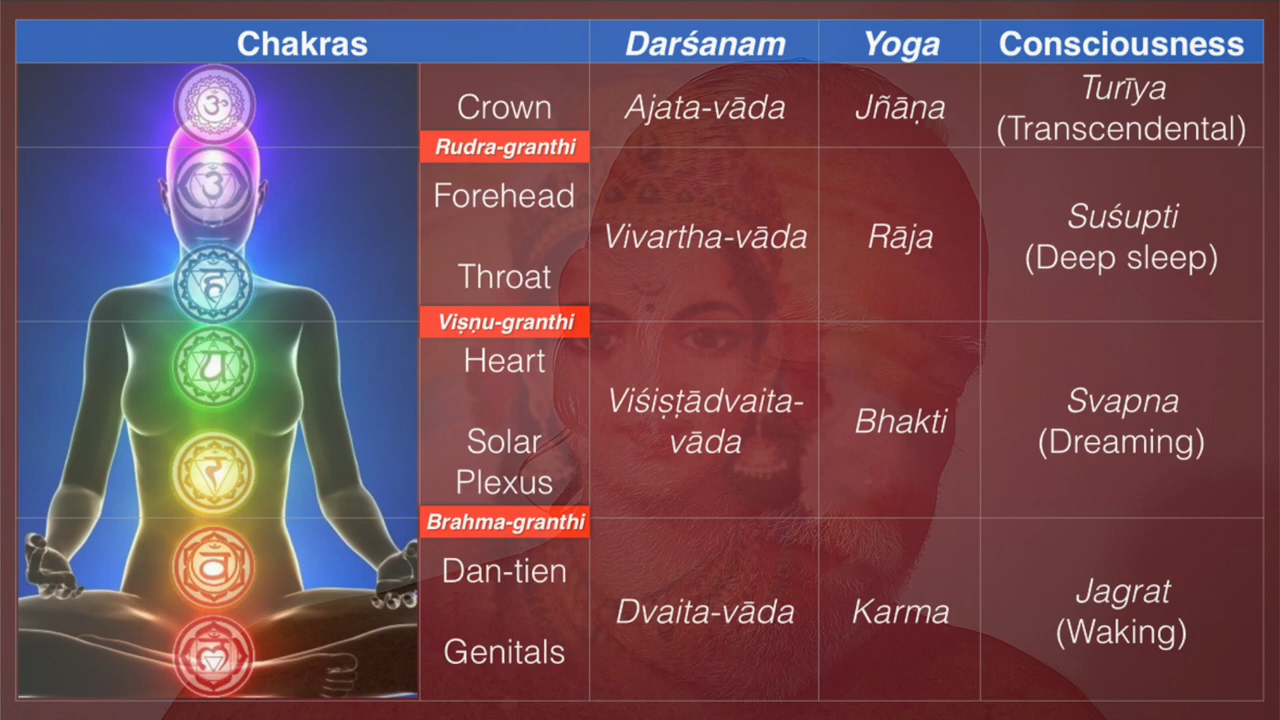 Chakras
Darśanam
Yoga
Consciousness
ॐ
Crown
Ajata-vāda
Jñāṇa
Turīya
(Transcendental)
Rudra-granthi
Forehead
Throat
Vivartha-vāda
Rāja
Suśupti
(Deep sleep)
हं
Viṣṇu-granthi
Heart
Solar
Plexus
Viśiṣṭādvaita-
vāda
Bhakti
Svapna
(Dreaming)
यं
रं
Brahma-granthi
Dan-tien
Genitals
Dvaita-vāda
Karma
Jagrat
(Waking)
वं